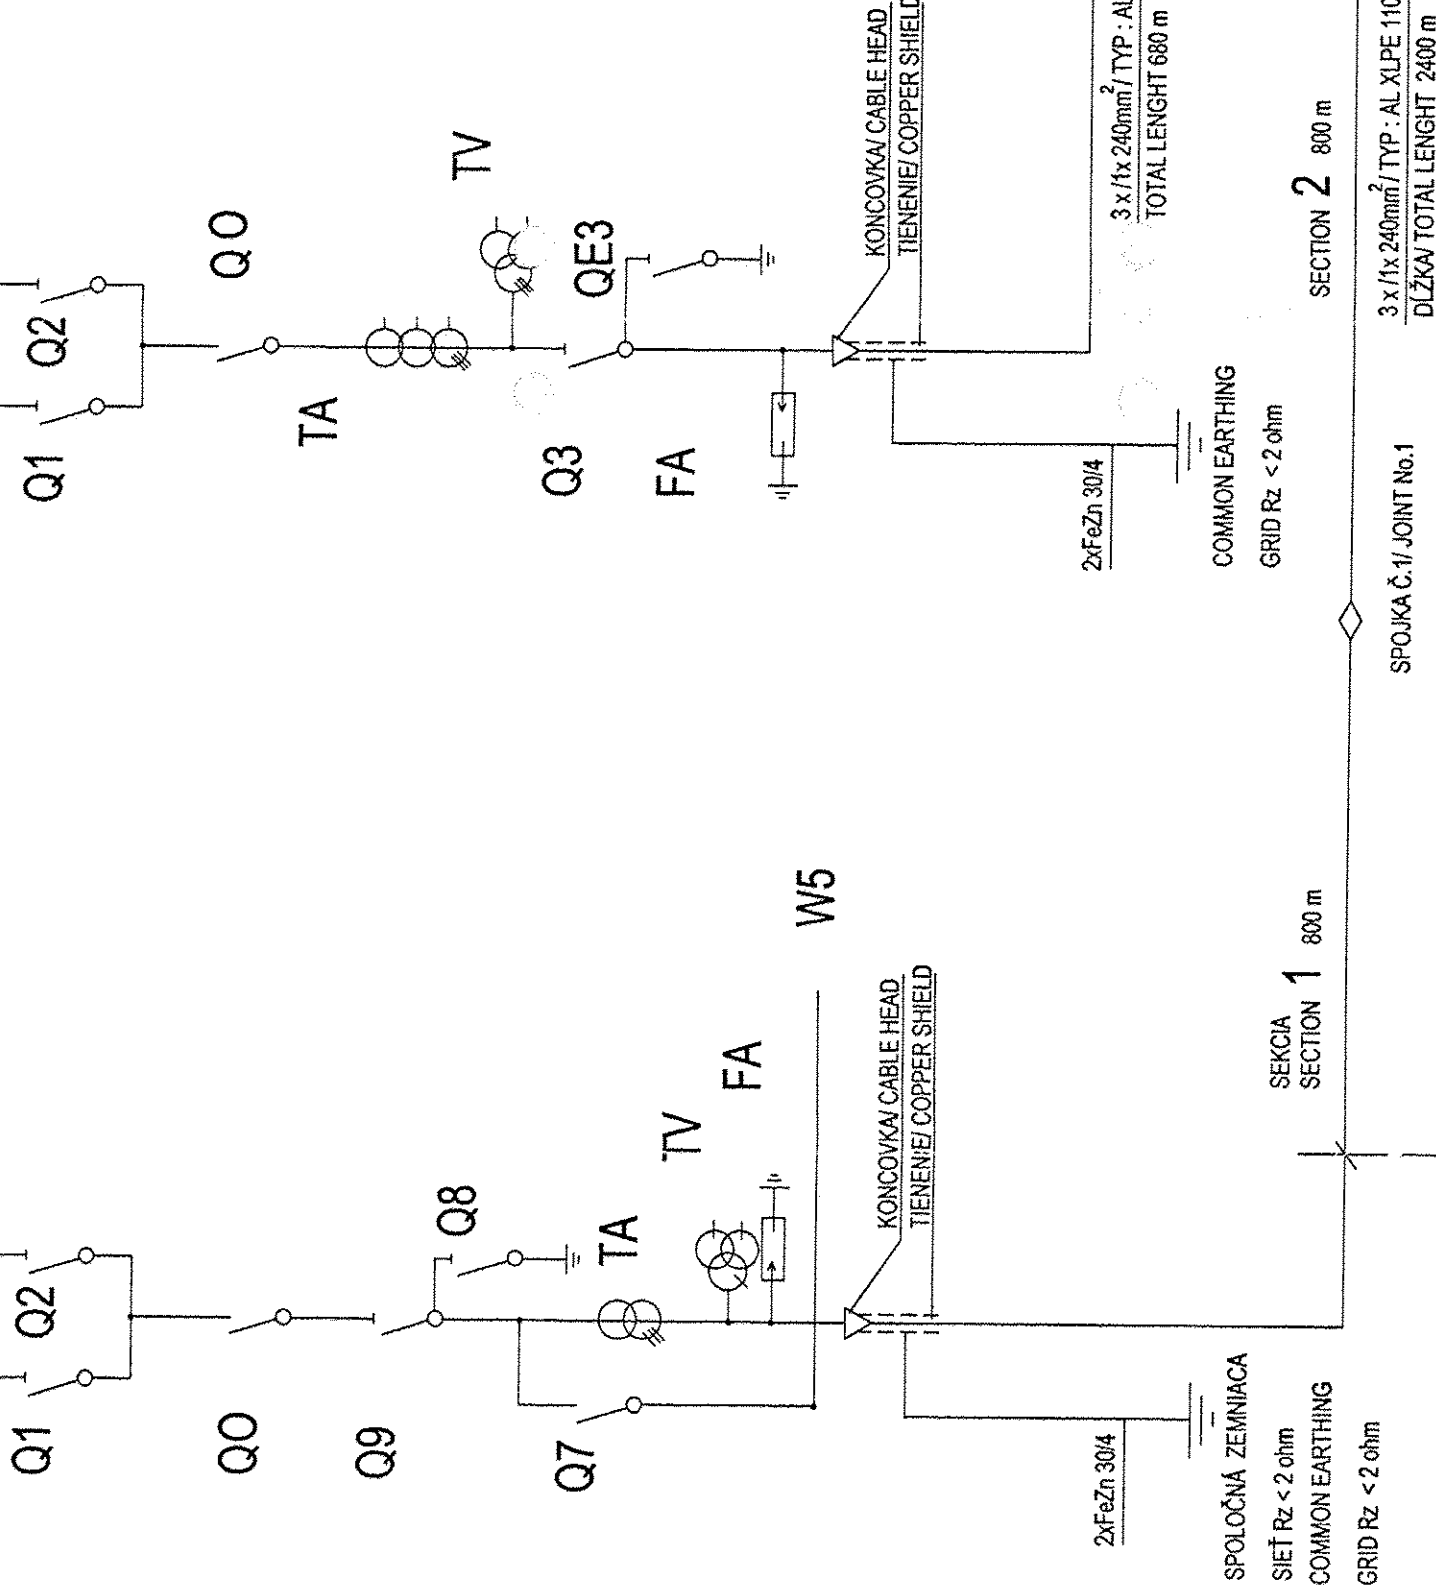 Q1
Q2
Q O
TA
TV
Q3
QE3
FA
KONCOVKA/ CABLE HEAD
TIENENIE/ COPPER SHIELD
2xFeZn 30/4
COMMON EARTHING
GRID Rz < 2 ohm
3 x /1x 240mm²/ TYP : AL
TOTAL LENGHT 680 m
SECTION 2 800 m
3 x /1x 240mm²/ TYP : AL XLPE 110
DĹŽKA/ TOTAL LENGHT 2400 m
SPOJKA Č.1/ JOINT No.1
Q1
Q2
QO
Q9
Q8
Q7
TA
TV
FA
W5
KONCOVKA/ CABLE HEAD
TIENENIE/ COPPER SHIELD
2xFeZn 30/4
SPOLOČNÁ ZEMNIACA
SIEŤ Rz < 2 ohm
COMMON EARTHING
GRID Rz < 2 ohm
SEKCIA
SECTION 1 800 m